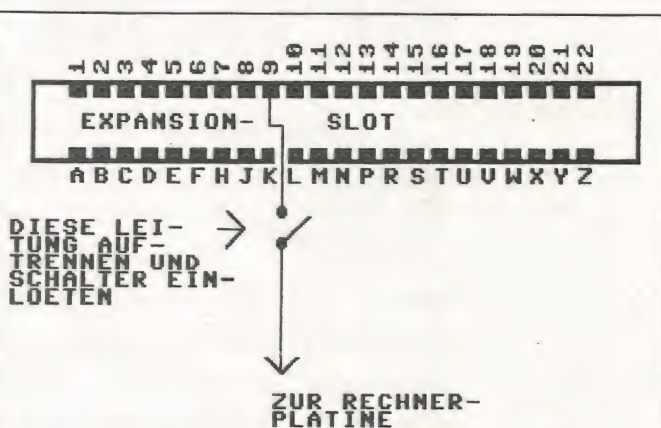 1 2 3 4 5 6 7 8 9 10 11 12 13 14 15 16 17 18 19 20 21 22
EXPANSION- SLOT
A B C D E F H J K L M N P R S T U V W X Y Z
DIESE LEI-
TUNG AUF-
TRENNEN UND
SCHALTER EIN-
LOETEN
ZUR RECHNER-
PLATINE